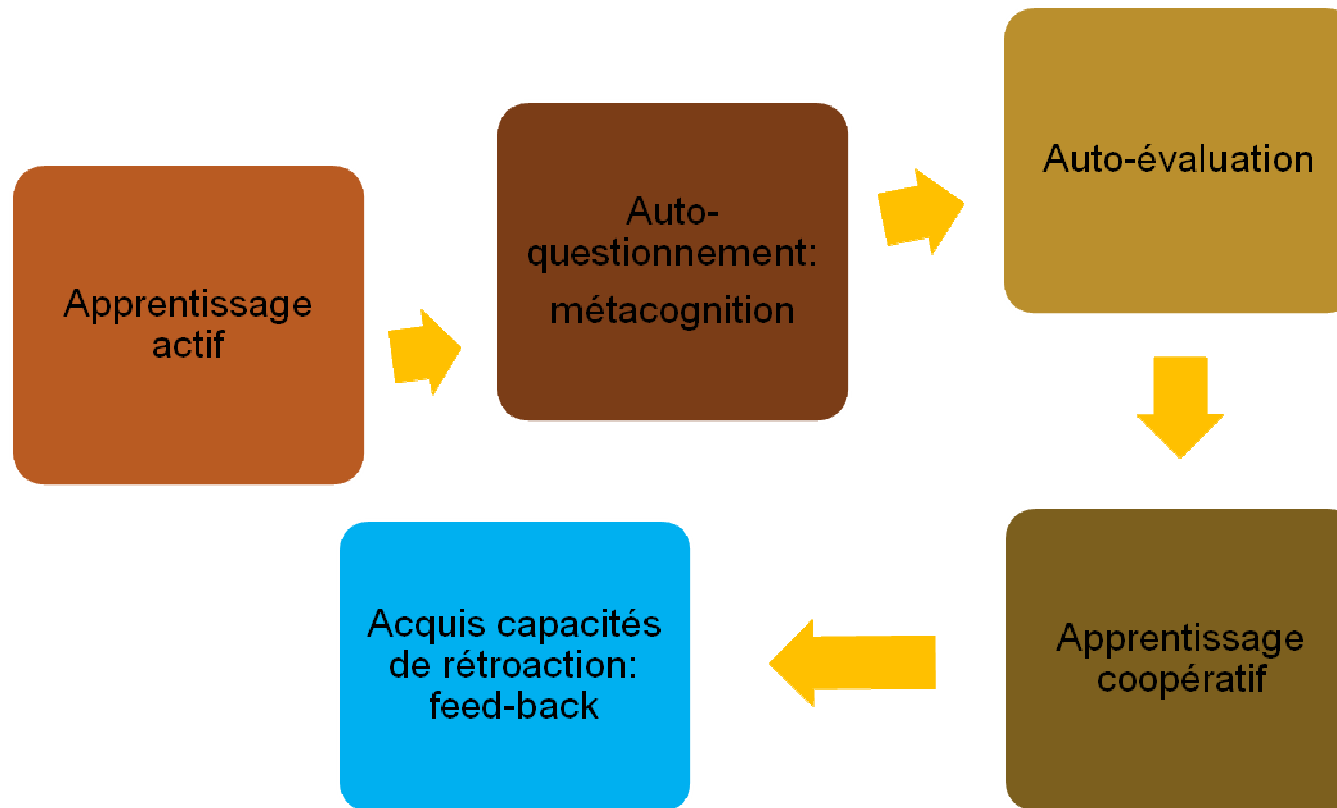 Apprentissage
actif
Auto-
questionnement:
métacognition
Auto-évaluation
Apprentissage
coopératif
Acquis capacités
de rétroaction:
feed-back